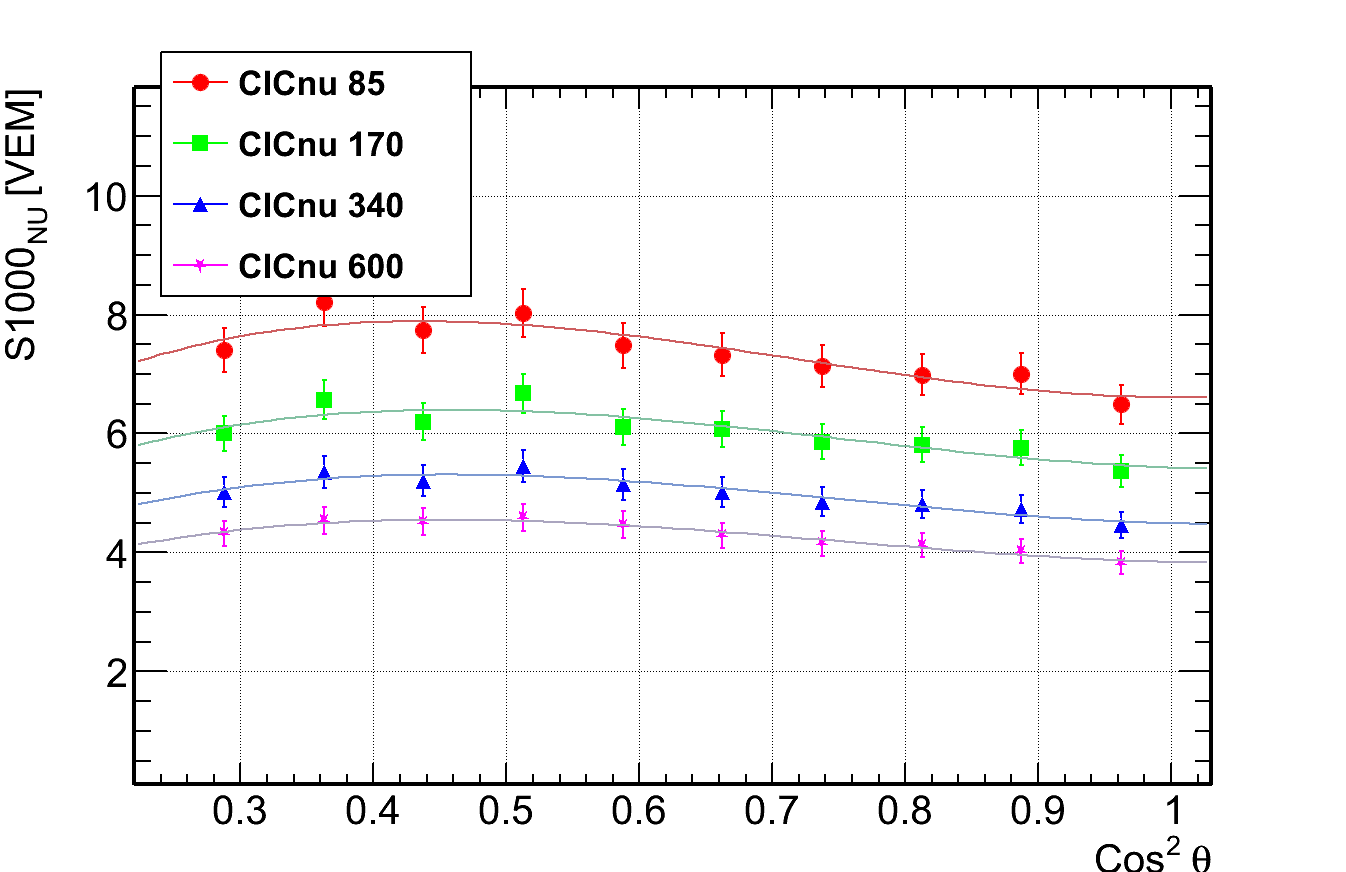 CICnu 85
CICnu 170
CICnu 340
CICnu 600
S1000NU [VEM]
10
8
6
4
2
0.3 0.4 0.5 0.6 0.7 0.8 0.9 1
Cos² θ